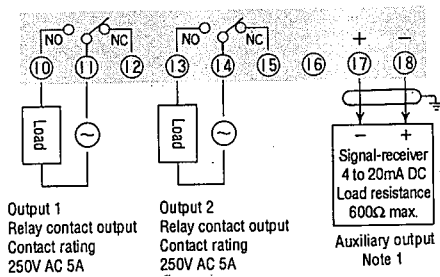 NO NC NO NC + −
10 11 12 13 14 15 16 17 18
Load
~
Load
~
− +
Signal-receiver
4 to 20mA DC
Load resistance
600Ω max.
Output 1
Relay contact output
Contact rating
250V AC 5A
Output 2
Relay contact output
Contact rating
250V AC 5A
Auxiliary output
Note 1